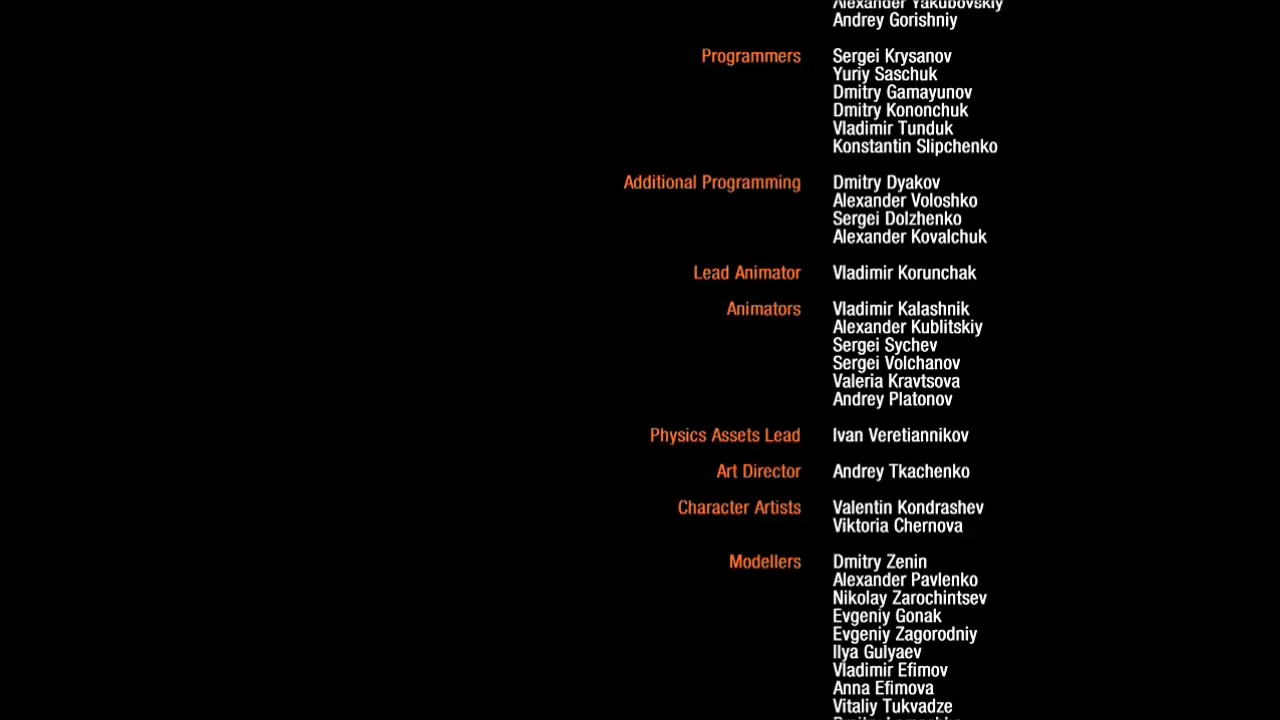 Alexander Yakubovskiy
Andrey Gorishniy
Programmers Sergei Krysanov
Yuriy Saschuk
Dmitry Gamayunov
Dmitry Kononchuk
Vladimir Tunduk
Konstantin Slipchenko
Additional Programming Dmitry Dyakov
Alexander Voloshko
Sergei Dolzhenko
Alexander Kovalchuk
Lead Animator Vladimir Korunchak
Animators Vladimir Kalashnik
Alexander Kublitskiy
Sergei Sychev
Sergei Volchanov
Valeria Kravtsova
Andrey Platonov
Physics Assets Lead Ivan Veretiannikov
Art Director Andrey Tkachenko
Character Artists Valentin Kondrashev
Viktoria Chernova
Modellers Dmitry Zenin
Alexander Pavlenko
Nikolay Zarochintsev
Evgeniy Gonak
Evgeniy Zagorodniy
Ilya Gulyaev
Vladimir Efimov
Anna Efimova
Vitaliy Tukvadze